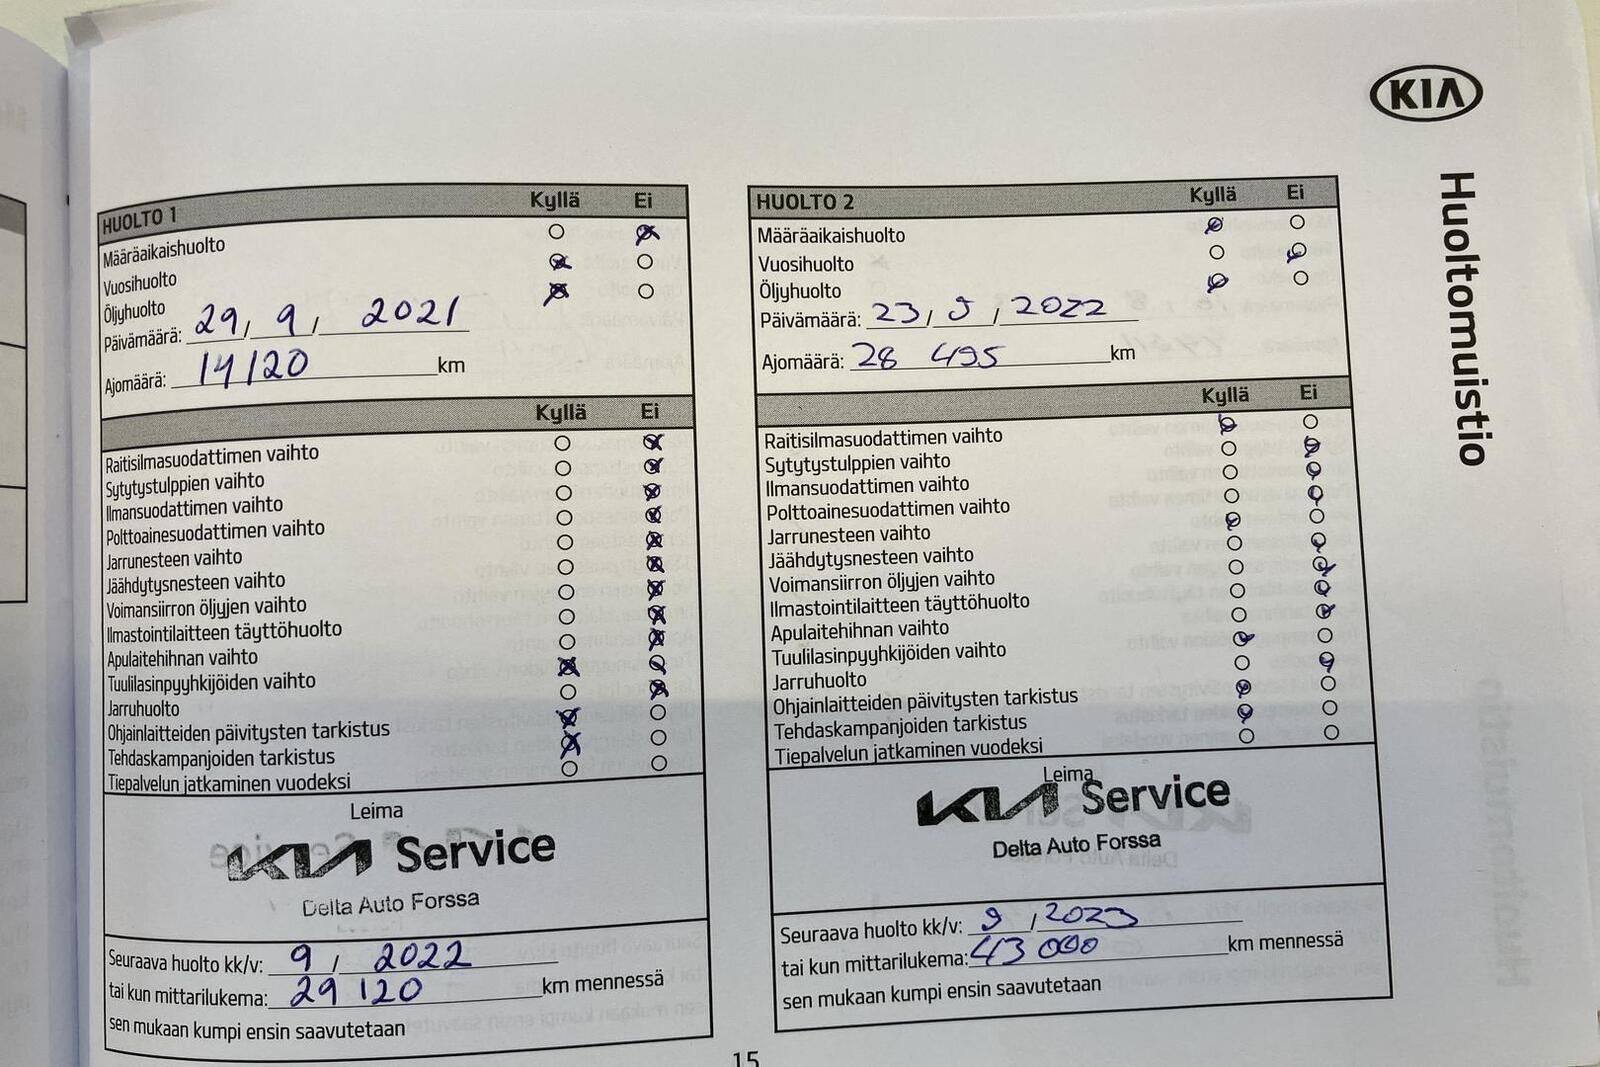 KIA
Huoltomuistio
HUOLTO 1 Kyllä Ei
Määräaikaishuolto
Vuosihuolto
Öljyhuolto
Päivämäärä: 29 / 9 / 2021
Ajomäärä: 14120 km
Kyllä Ei
Raitisilmasuodattimen vaihto
Sytytystulppien vaihto
Ilmansuodattimen vaihto
Polttoainesuodattimen vaihto
Jarrunesteen vaihto
Jäähdytysnesteen vaihto
Voimansiirron öljyjen vaihto
Ilmastointilaitteen täyttöhuolto
Apulaitehihnan vaihto
Tuulilasinpyyhkijöiden vaihto
Jarruhuolto
Ohjainlaitteiden päivitysten tarkistus
Tehdaskampanjoiden tarkistus
Tiepalvelun jatkaminen vuodeksi
Leima
KIA Service
Delta Auto Forssa
Seuraava huolto kk/v: 9 / 2022
tai kun mittarilukema: 29 120 km mennessä
sen mukaan kumpi ensin saavutetaan
HUOLTO 2 Kyllä Ei
Määräaikaishuolto
Vuosihuolto
Öljyhuolto
Päivämäärä: 23 / 9 / 2022
Ajomäärä: 28 495 km
Kyllä Ei
Raitisilmasuodattimen vaihto
Sytytystulppien vaihto
Ilmansuodattimen vaihto
Polttoainesuodattimen vaihto
Jarrunesteen vaihto
Jäähdytysnesteen vaihto
Voimansiirron öljyjen vaihto
Ilmastointilaitteen täyttöhuolto
Apulaitehihnan vaihto
Tuulilasinpyyhkijöiden vaihto
Jarruhuolto
Ohjainlaitteiden päivitysten tarkistus
Tehdaskampanjoiden tarkistus
Tiepalvelun jatkaminen vuodeksi
Leima
KIA Service
Delta Auto Forssa
Seuraava huolto kk/v: 9 / 2023
tai kun mittarilukema: 43 000 km mennessä
sen mukaan kumpi ensin saavutetaan
15